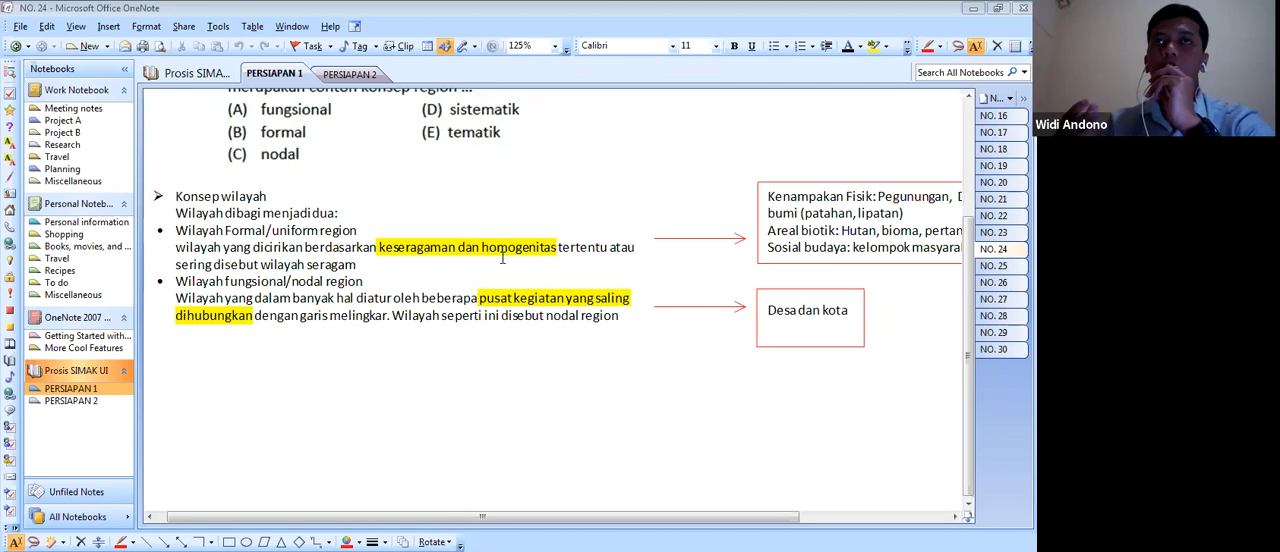 NO. 24 - Microsoft Office OneNote
File Edit View Insert Format Share Tools Table Window Help
New Task Tag Clip 125% Calibri 11 B U
Notebooks
Work Notebook
Meeting notes
Project A
Project B
Research
Travel
Planning
Miscellaneous
Personal Noteb...
Personal information
Shopping
Books, movies, and ...
Travel
Recipes
To do
Miscellaneous
OneNote 2007 ...
Getting Started with...
More Cool Features
Prosis SIMAK UI
PERSIAPAN 1
PERSIAPAN 2
Unfiled Notes
All Notebooks
Prosis SIMA... PERSIAPAN 1 PERSIAPAN 2
Search All Notebooks
merupakan contoh konsep region ...
(A) fungsional (D) sistematik
(B) formal (E) tematik
(C) nodal
Konsep wilayah
Wilayah dibagi menjadi dua:
• Wilayah Formal/uniform region
wilayah yang dicirikan berdasarkan keseragaman dan homogenitas tertentu atau
sering disebut wilayah seragam
• Wilayah fungsional/nodal region
Wilayah yang dalam banyak hal diatur oleh beberapa pusat kegiatan yang saling
dihubungkan dengan garis melingkar. Wilayah seperti ini disebut nodal region
Kenampakan Fisik: Pegunungan, D
bumi (patahan, lipatan)
Areal biotik: Hutan, bioma, pertan
Sosial budaya: kelompok masyara
Desa dan kota
N...
NO. 16
NO. 17
NO. 18
NO. 19
NO. 20
NO. 21
NO. 22
NO. 23
NO. 24
NO. 25
NO. 26
NO. 27
NO. 28
NO. 29
NO. 30
Rotate
Widi Andono